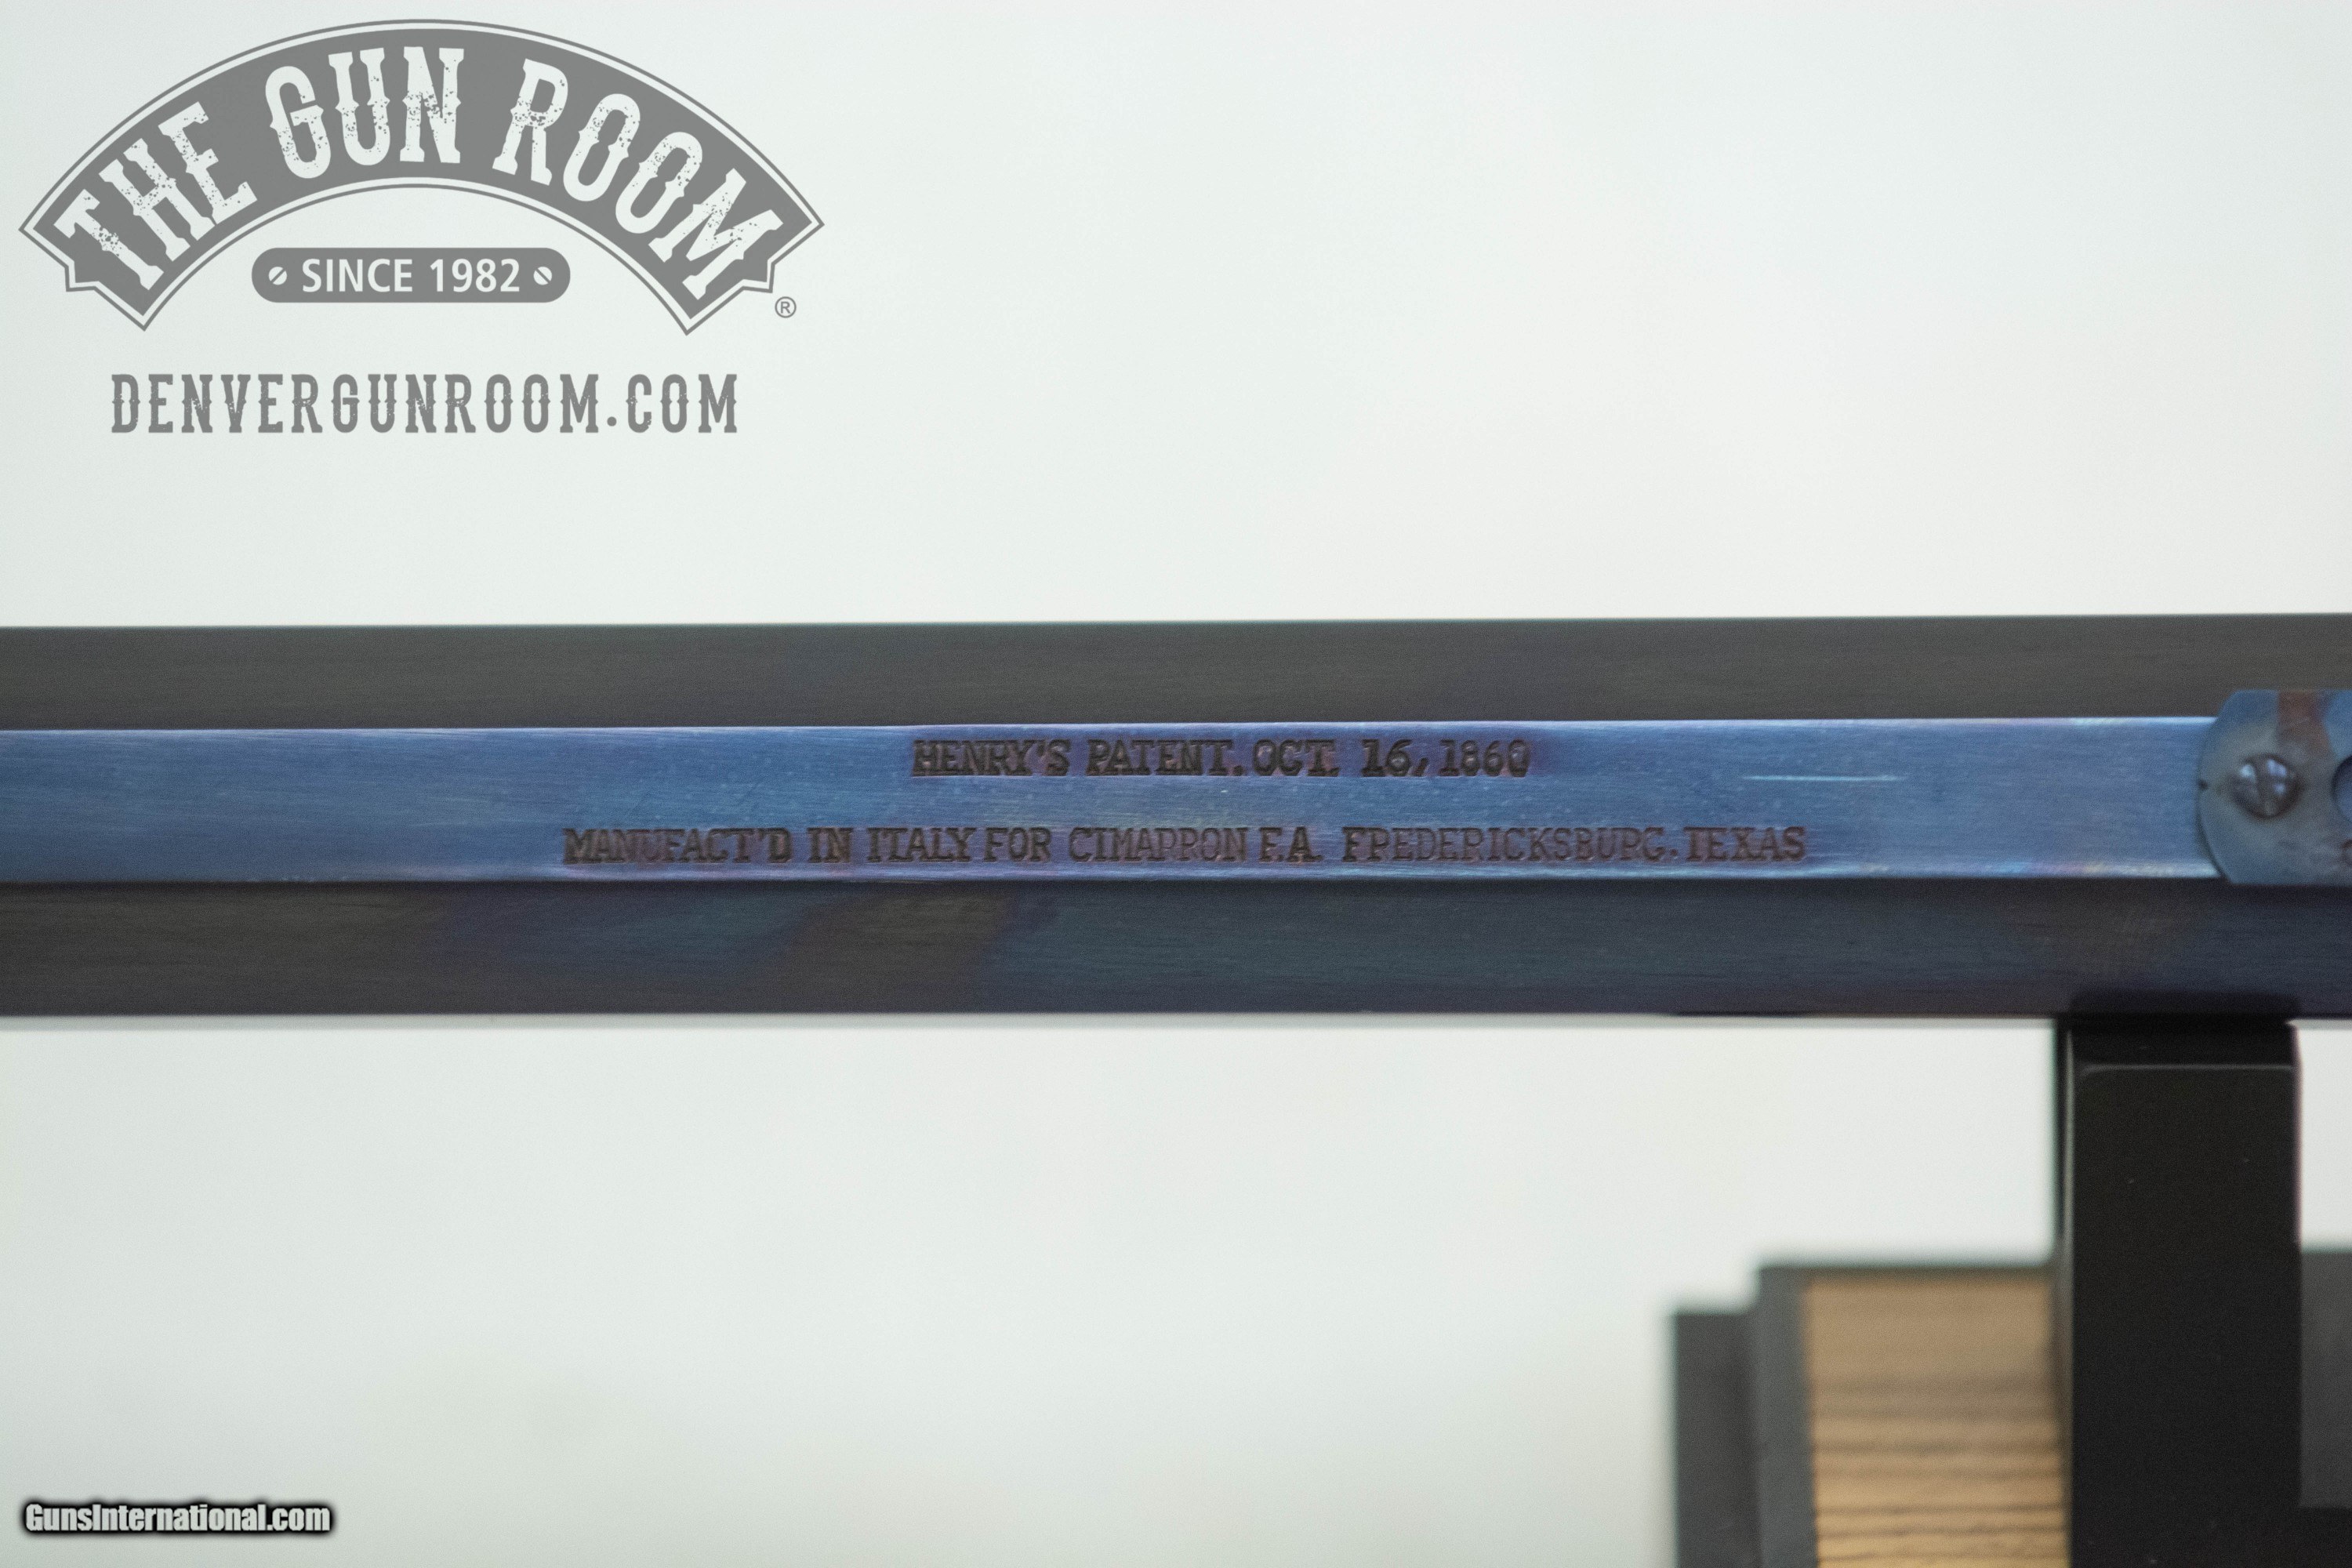 THE GUN ROOM
SINCE 1982
®
DENVERGUNROOM.COM
HENRY'S PATENT. OCT. 16, 1860
MANUFACT'D IN ITALY FOR CIMARRON F.A. FREDERICKSBURG. TEXAS
GunsInternational.com